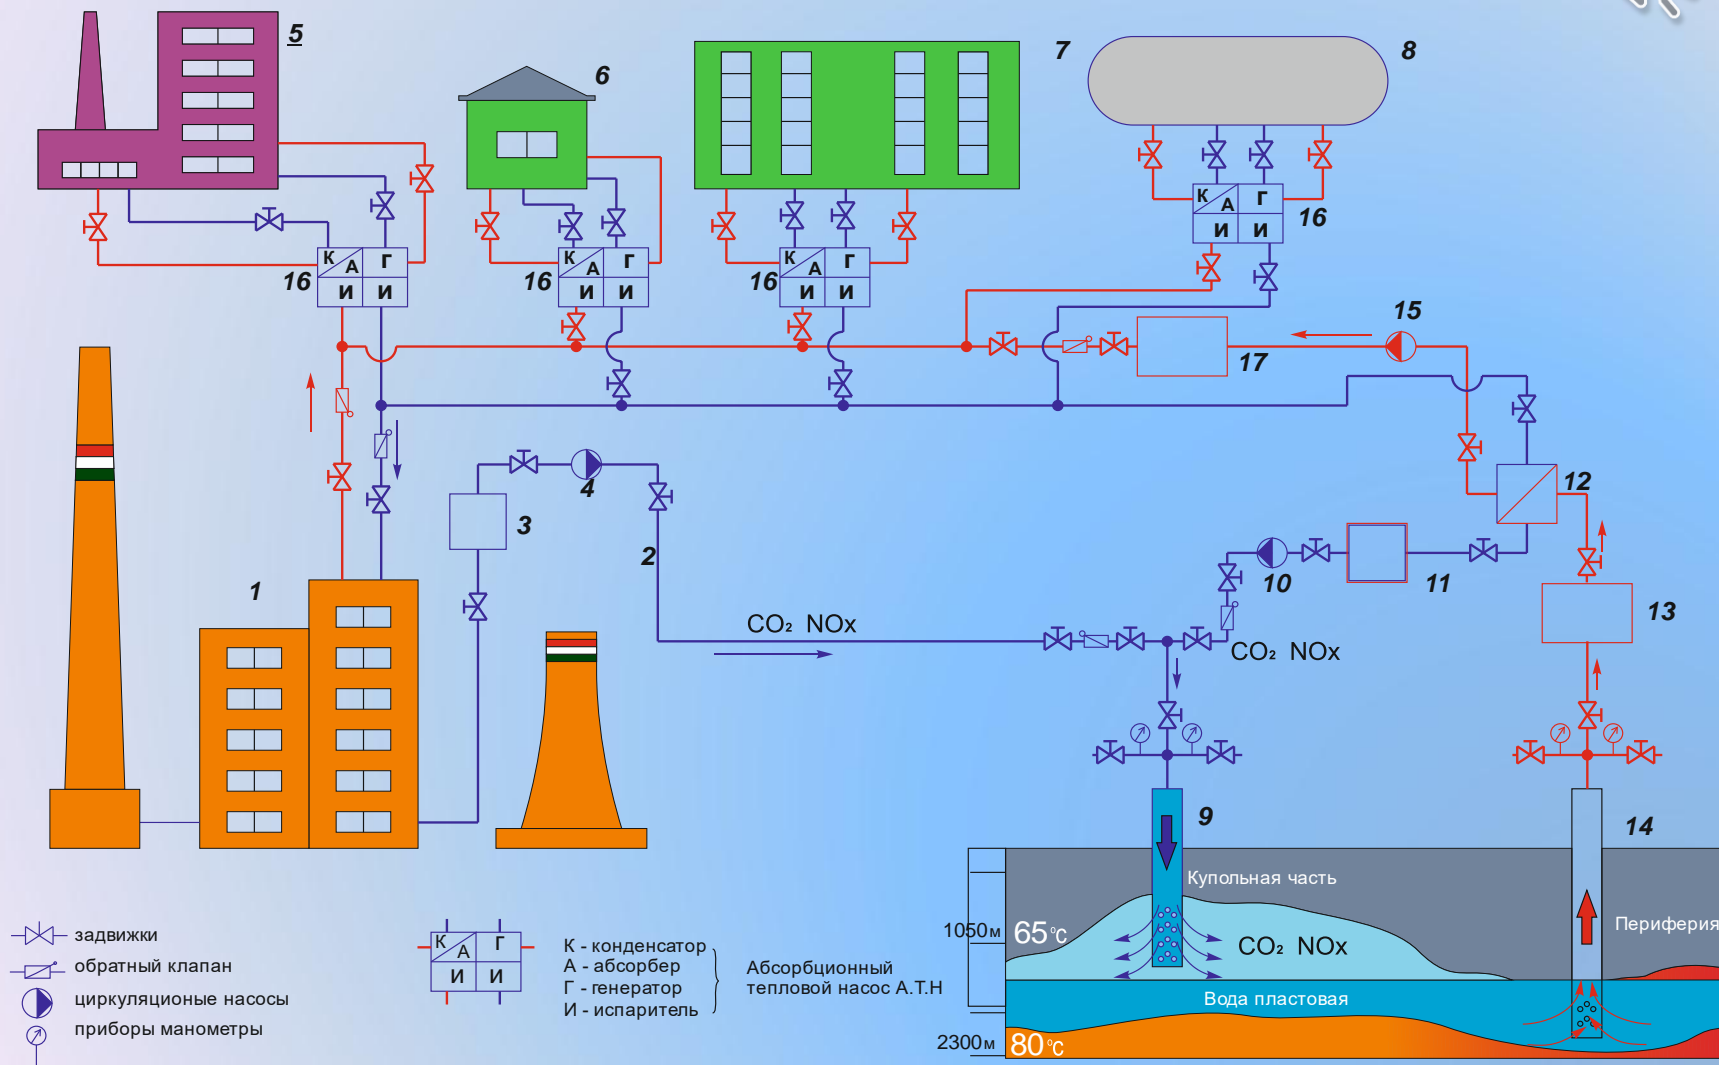 5
6
7
8
К
А
Г
И
И
16
К
А
Г
И
И
16
К
А
Г
И
И
16
К
А
Г
И
И
16
15
17
4
3
2
12
1
10
11
13
CO₂ NOx
CO₂ NOx
9
14
Купольная часть
1050м
65°C
CO₂ NOx
Периферия
Вода пластовая
2300м
80°C
задвижки
обратный клапан
циркуляционые насосы
приборы манометры
К
А
Г
И
И
К - конденсатор
А - абсорбер
Г - генератор
И - испаритель
Абсорбционный
тепловой насос А.Т.Н